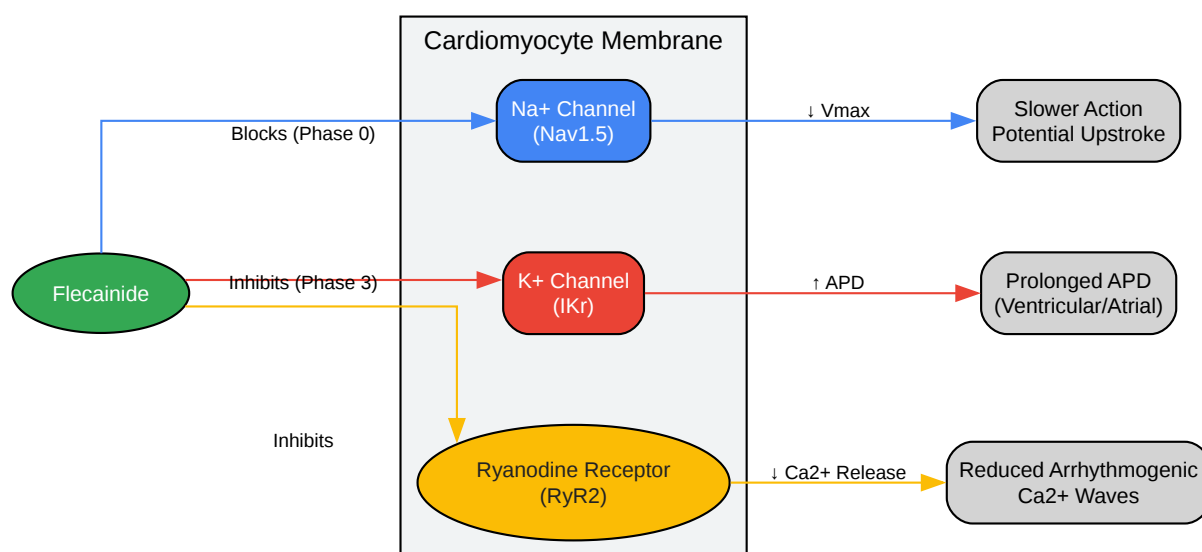 Cardiomyocyte Membrane
Blocks (Phase 0)
Na+ Channel
(Nav1.5)
↓ Vmax
Slower Action
Potential Upstroke
Flecainide
Inhibits (Phase 3)
K+ Channel
(IKr)
↑ APD
Prolonged APD
(Ventricular/Atrial)
Inhibits
Ryanodine Receptor
(RyR2)
↓ Ca2+ Release
Reduced Arrhythmogenic
Ca2+ Waves